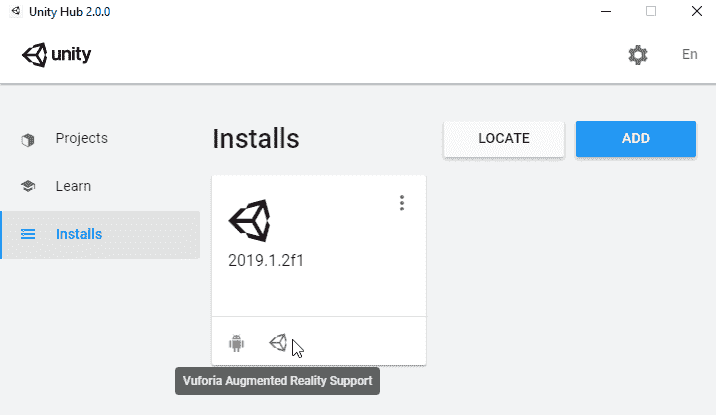 Unity Hub 2.0.0
unity
En
Projects
Learn
Installs
Installs
LOCATE
ADD
2019.1.2f1
Vuforia Augmented Reality Support